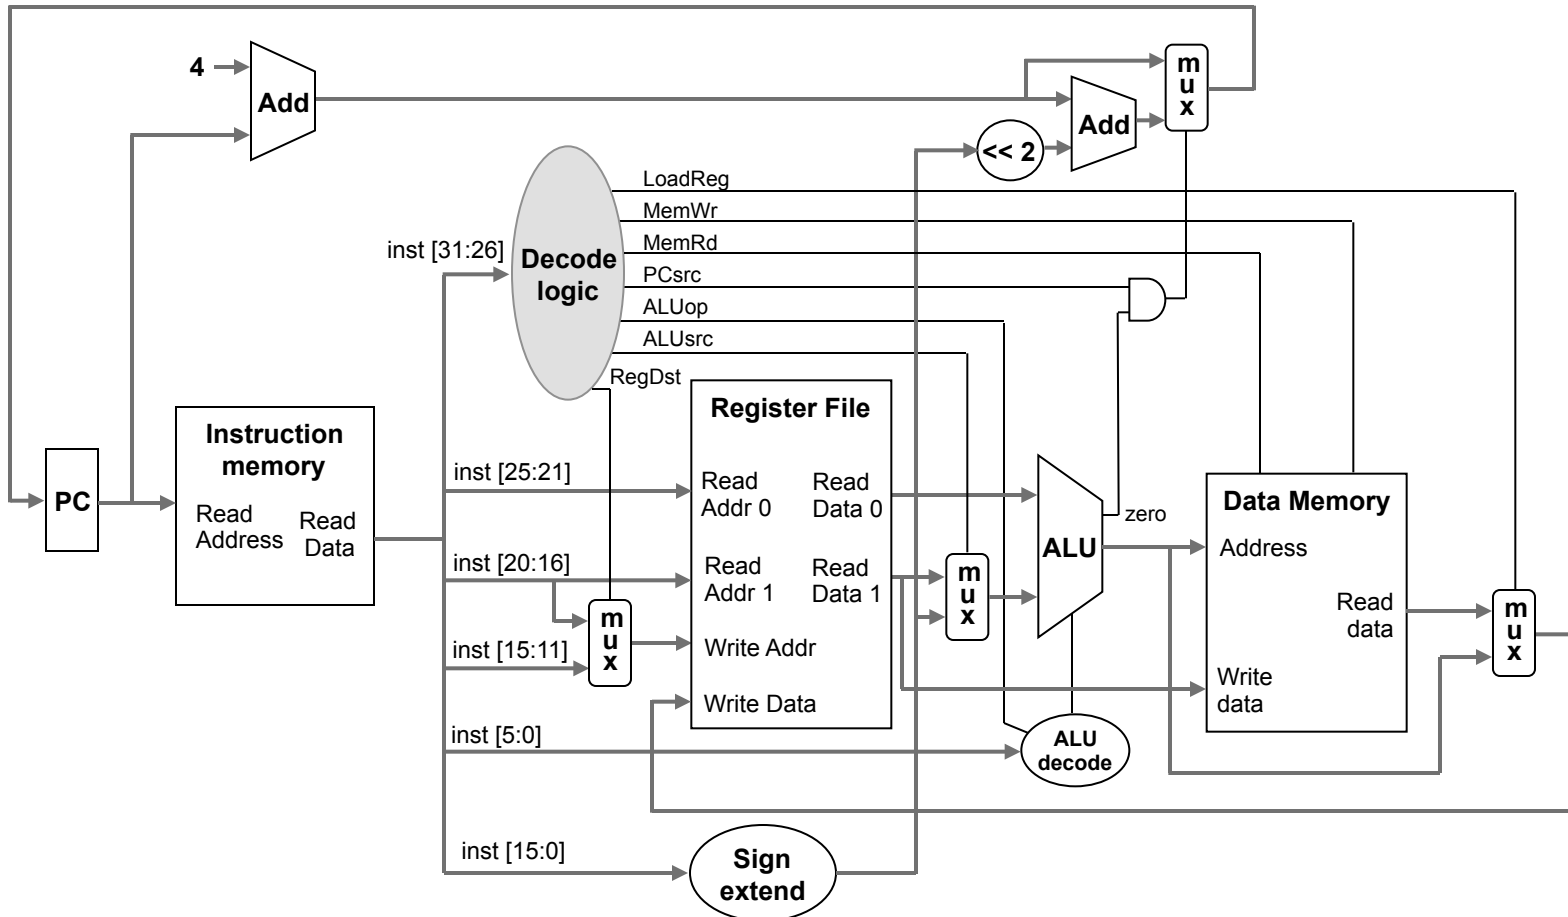 4
Add
mux
Add
<< 2
LoadReg
MemWr
MemRd
PCsrc
ALUop
ALUsrc
RegDst
inst [31:26]
Decode
logic
Register File
Instruction
memory
PC
Read
Address
Read
Data
inst [25:21]
Read
Addr 0
Read
Data 0
inst [20:16]
Read
Addr 1
Read
Data 1
mux
inst [15:11]
Write Addr
Write Data
mux
ALU
zero
Data Memory
Address
Read
data
Write
data
mux
inst [5:0]
ALU
decode
inst [15:0]
Sign
extend